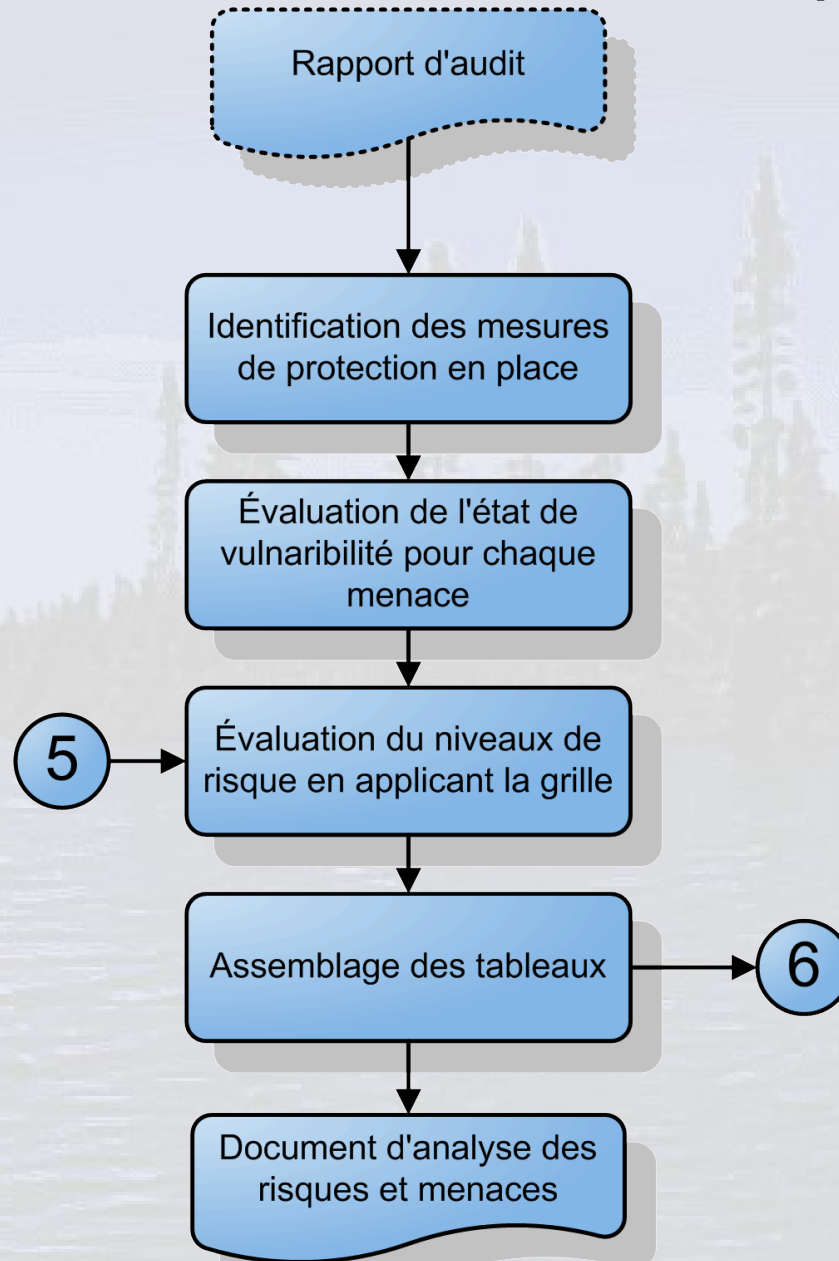 Rapport d'audit
Identification des mesures
de protection en place
Évaluation de l'état de
vulnaribilité pour chaque
menace
5
Évaluation du niveaux de
risque en applicant la grille
Assemblage des tableaux
6
Document d'analyse des
risques et menaces